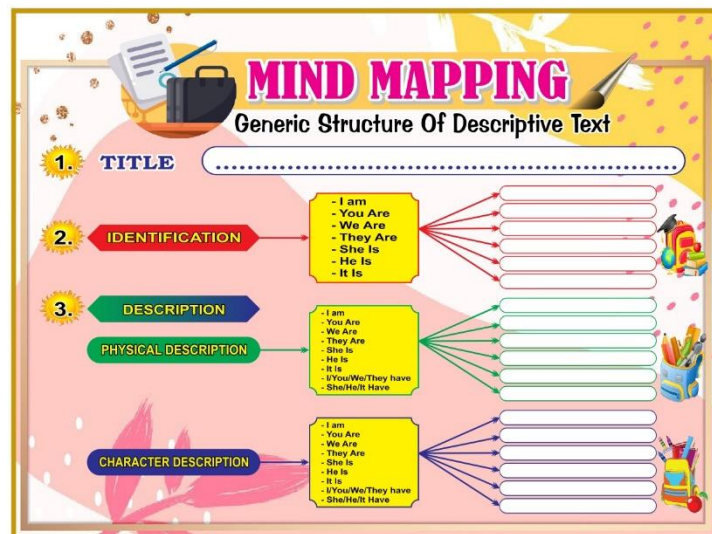 MIND MAPPING
Generic Structure Of Descriptive Text
1. TITLE ..........................................................................
2. IDENTIFICATION
- I am
- You Are
- We Are
- They Are
- She Is
- He Is
- It Is
3. DESCRIPTION
PHYSICAL DESCRIPTION
- I am
- You Are
- We Are
- They Are
- She Is
- He Is
- It Is
- I/You/We/They have
- She/He/It Have
CHARACTER DESCRIPTION
- I am
- You Are
- We Are
- They Are
- She Is
- He Is
- It Is
- I/You/We/They have
- She/He/It Have